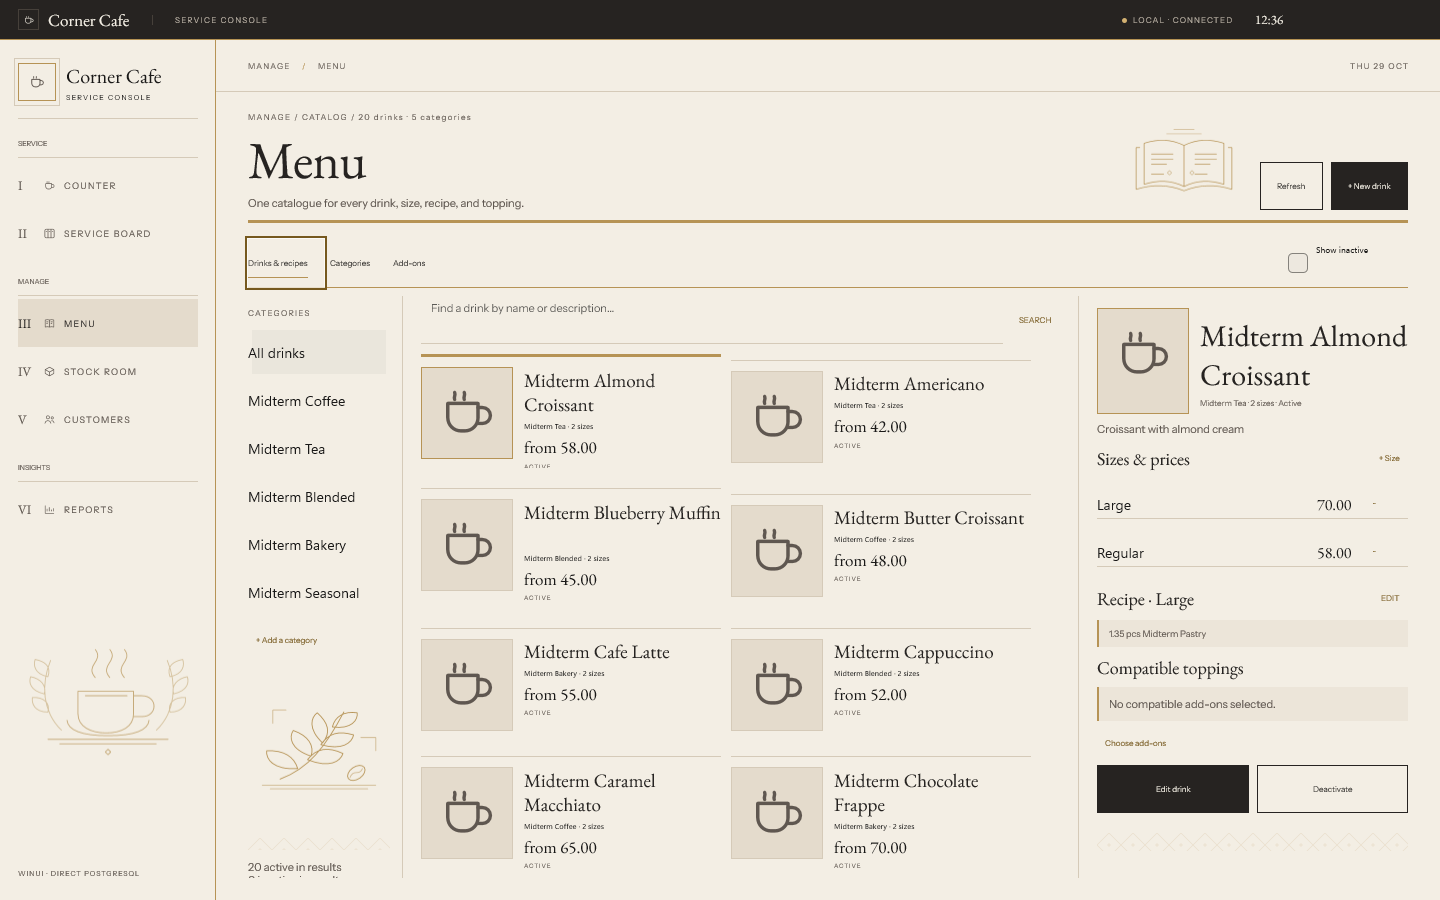 Corner Cafe
SERVICE CONSOLE
LOCAL · CONNECTED
12:36
Corner Cafe
SERVICE CONSOLE
SERVICE
I COUNTER
II SERVICE BOARD
MANAGE
III MENU
IV STOCK ROOM
V CUSTOMERS
INSIGHTS
VI REPORTS
WINUI · DIRECT POSTGRESQL
MANAGE / MENU
THU 29 OCT
MANAGE / CATALOG / 20 drinks · 5 categories
Menu
One catalogue for every drink, size, recipe, and topping.
Refresh
+ New drink
Drinks & recipes
Categories
Add-ons
Show inactive
CATEGORIES
All drinks
Midterm Coffee
Midterm Tea
Midterm Blended
Midterm Bakery
Midterm Seasonal
+ Add a category
20 active in results
Find a drink by name or description...
SEARCH
Midterm Almond
Croissant
Midterm Tea · 2 sizes
from 58.00
ACTIVE
Midterm Americano
Midterm Tea · 2 sizes
from 42.00
ACTIVE
Midterm Blueberry Muffin
Midterm Blended · 2 sizes
from 45.00
ACTIVE
Midterm Butter Croissant
Midterm Coffee · 2 sizes
from 48.00
ACTIVE
Midterm Cafe Latte
Midterm Bakery · 2 sizes
from 55.00
ACTIVE
Midterm Cappuccino
Midterm Blended · 2 sizes
from 52.00
ACTIVE
Midterm Caramel
Macchiato
Midterm Coffee · 2 sizes
from 65.00
ACTIVE
Midterm Chocolate
Frappe
Midterm Bakery · 2 sizes
from 70.00
ACTIVE
Midterm Almond
Croissant
Midterm Tea · 2 sizes · Active
Croissant with almond cream
Sizes & prices
+ Size
Large 70.00 -
Regular 58.00 -
Recipe · Large
EDIT
1.35 pcs Midterm Pastry
Compatible toppings
No compatible add-ons selected.
Choose add-ons
Edit drink
Deactivate